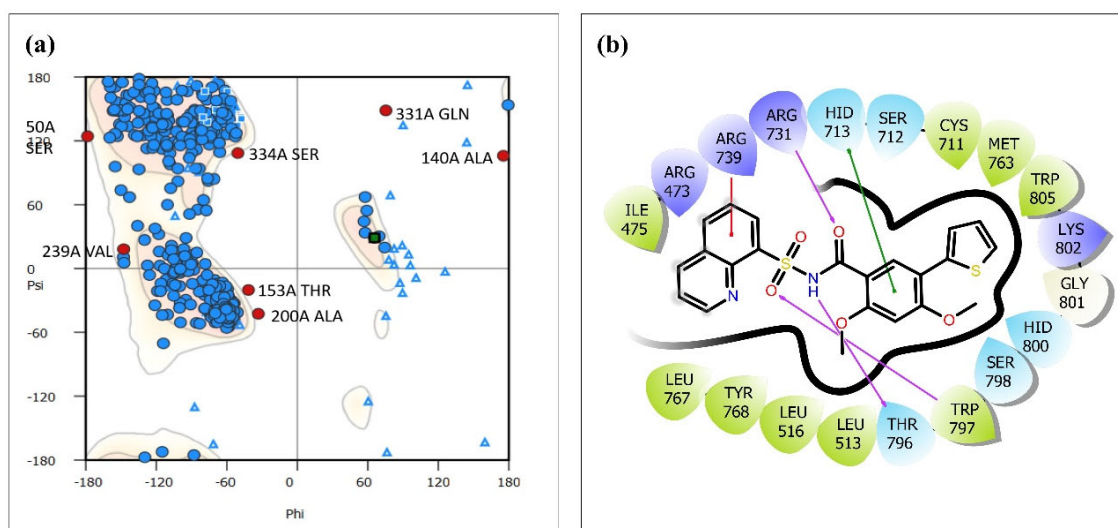 (a)
180
120
60
0
-60
-120
-180
Psi
-180
-120
-60
0
60
120
180
Phi
50A
SER
331A GLN
334A SER
140A ALA
239A VAL
153A THR
200A ALA
(b)
ILE
475
ARG
473
ARG
739
ARG
731
HID
713
SER
712
CYS
711
MET
763
TRP
805
LYS
802
GLY
801
HID
800
SER
798
TRP
797
THR
796
LEU
513
LEU
516
TYR
768
LEU
767
N
O
S
O
N
H
O
O
O
S